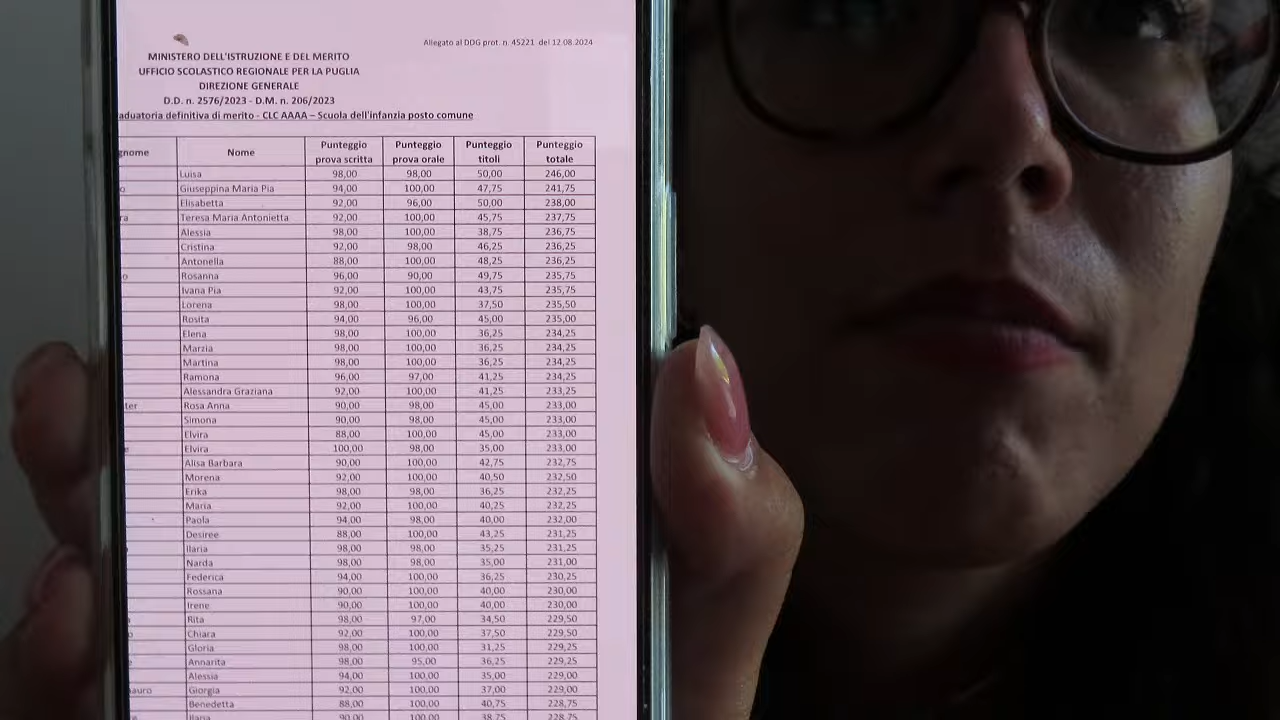 Allegato al DDG prot. n. 45221 del 12.08.2024
MINISTERO DELL'ISTRUZIONE E DEL MERITO
UFFICIO SCOLASTICO REGIONALE PER LA PUGLIA
DIREZIONE GENERALE
D.D. n. 2576/2023 - D.M. n. 206/2023
aduatoria definitiva di merito - CLC AAAA – Scuola dell'infanzia posto comune
gnome Nome Punteggio prova scritta Punteggio prova orale Punteggio titoli Punteggio totale
Luisa 98,00 98,00 50,00 246,00
o Giuseppina Maria Pia 94,00 100,00 47,75 241,75
Elisabetta 92,00 96,00 50,00 238,00
ra Teresa Maria Antonietta 92,00 100,00 45,75 237,75
Alessia 98,00 100,00 38,75 236,75
Cristina 92,00 98,00 46,25 236,25
Antonella 88,00 100,00 48,25 236,25
o Rosanna 96,00 90,00 49,75 235,75
Ivana Pia 92,00 100,00 43,75 235,75
Lorena 98,00 100,00 37,50 235,50
Rosita 94,00 96,00 45,00 235,00
Elena 98,00 100,00 36,25 234,25
Marzia 98,00 100,00 36,25 234,25
Martina 98,00 100,00 36,25 234,25
Ramona 96,00 97,00 41,25 234,25
Alessandra Graziana 92,00 100,00 41,25 233,25
ter Rosa Anna 90,00 98,00 45,00 233,00
Simona 90,00 98,00 45,00 233,00
Elvira 88,00 100,00 45,00 233,00
e Elvira 100,00 98,00 35,00 233,00
Alisa Barbara 90,00 100,00 42,75 232,75
Morena 92,00 100,00 40,50 232,50
Erika 98,00 98,00 36,25 232,25
Maria 92,00 100,00 40,25 232,25
Paola 94,00 98,00 40,00 232,00
Desiree 88,00 100,00 43,25 231,25
Ilaria 98,00 98,00 35,25 231,25
Narda 98,00 98,00 35,00 231,00
Federica 94,00 100,00 36,25 230,25
Rossana 90,00 100,00 40,00 230,00
Irene 90,00 100,00 40,00 230,00
Rita 98,00 97,00 34,50 229,50
o Chiara 92,00 100,00 37,50 229,50
Gloria 98,00 100,00 31,25 229,25
e Annarita 98,00 95,00 36,25 229,25
Alessia 94,00 100,00 35,00 229,00
auro Giorgia 92,00 100,00 37,00 229,00
Benedetta 88,00 100,00 40,75 228,75
e Ilaria 90,00 100,00 38,75 228,75